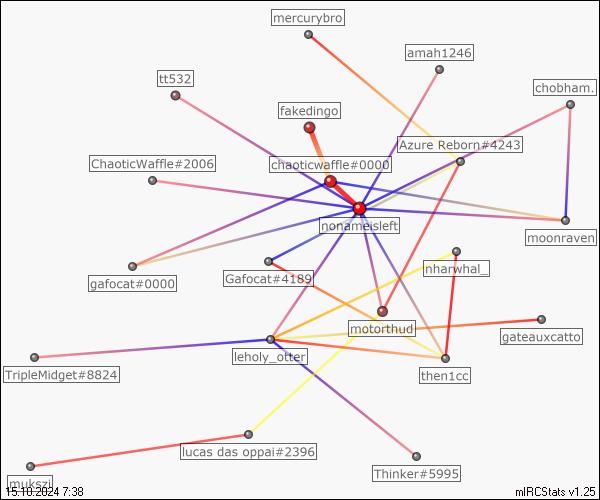 mercurybro
amah1246
tt532
chobham.
fakedingo
Azure Reborn#4243
ChaoticWaffle#2006
chaoticwaffle#0000
nonameisleft
moonraven
gafocat#0000
Gafocat#4189
nharwhal_
motorthud
gateauxcatto
leholy_otter
TripleMidget#8824
then1cc
lucas das oppai#2396
Thinker#5995
mukszi
15.10.2024 7:38
mIRCStats v1.25